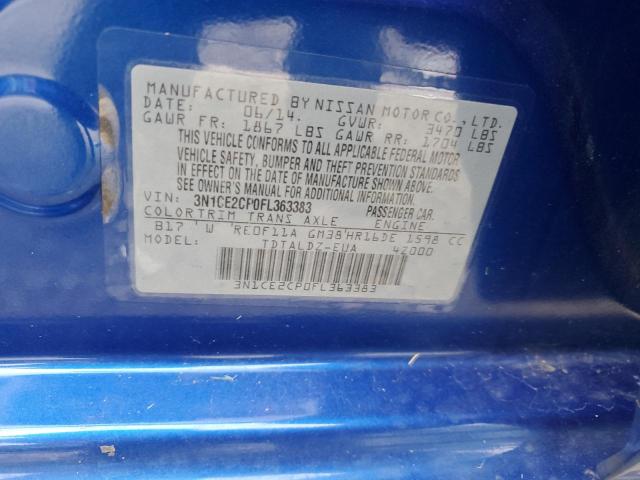 MANUFACTURED BY NISSAN MOTOR CO., LTD.
DATE: 06/14. GVWR: 3470 LBS
GAWR FR: 1867 LBS GAWR RR: 1704 LBS
THIS VEHICLE CONFORMS TO ALL APPLICABLE FEDERAL MOTOR
VEHICLE SAFETY, BUMPER AND THEFT PREVENTION STANDARDS
IN EFFECT ON THE DATE OF MANUFACTURE SHOWN ABOVE.
SEE OWNER'S MANUAL FOR ADDITIONAL INFORMATION.
VIN: 3N1CE2CP0FL363383 PASSENGER CAR.
COLOR TRIM TRANS AXLE ENGINE
B17 W RE0F11A GM38 HR16DE 1598 CC
TDTALDZ-EUA 42000
3N1CE2CP0FL363383